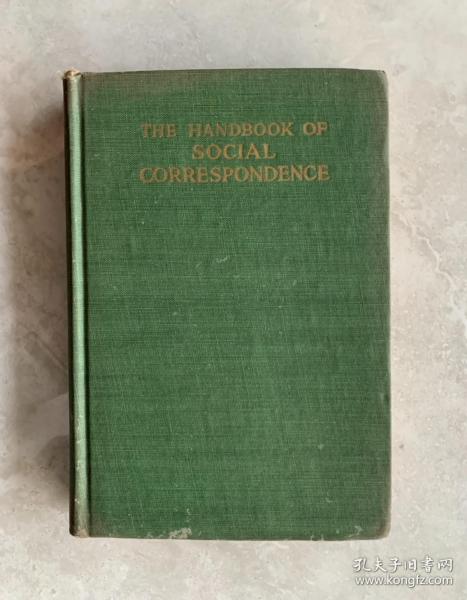 THE HANDBOOK OF
SOCIAL
CORRESPONDENCE
孔夫子旧书网
www.kongfz.com